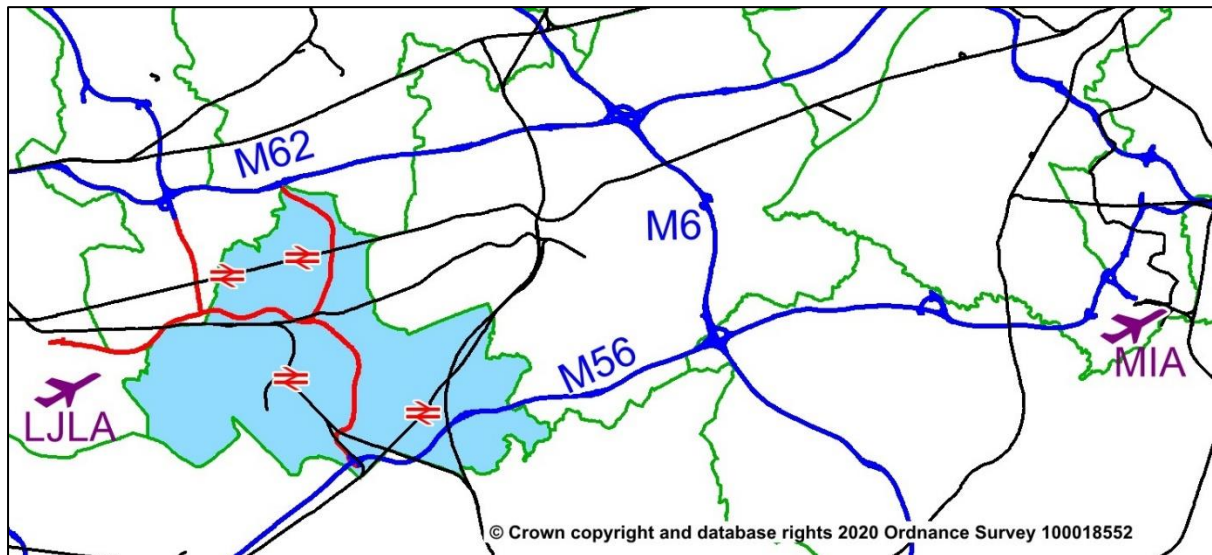 M62
M6
M56
MIA
LJLA
© Crown copyright and database rights 2020 Ordnance Survey 100018552